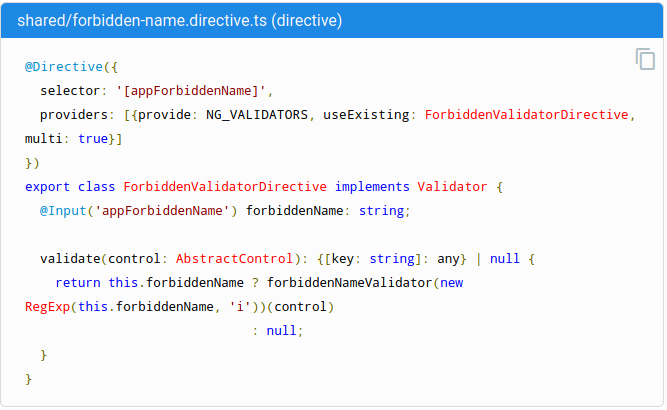 shared/forbidden-name.directive.ts (directive)
@Directive({
  selector: '[appForbiddenName]',
  providers: [{provide: NG_VALIDATORS, useExisting: ForbiddenValidatorDirective,
multi: true}]
})
export class ForbiddenValidatorDirective implements Validator {
  @Input('appForbiddenName') forbiddenName: string;

  validate(control: AbstractControl): {[key: string]: any} | null {
    return this.forbiddenName ? forbiddenNameValidator(new
RegExp(this.forbiddenName, 'i'))(control)
                              : null;
  }
}